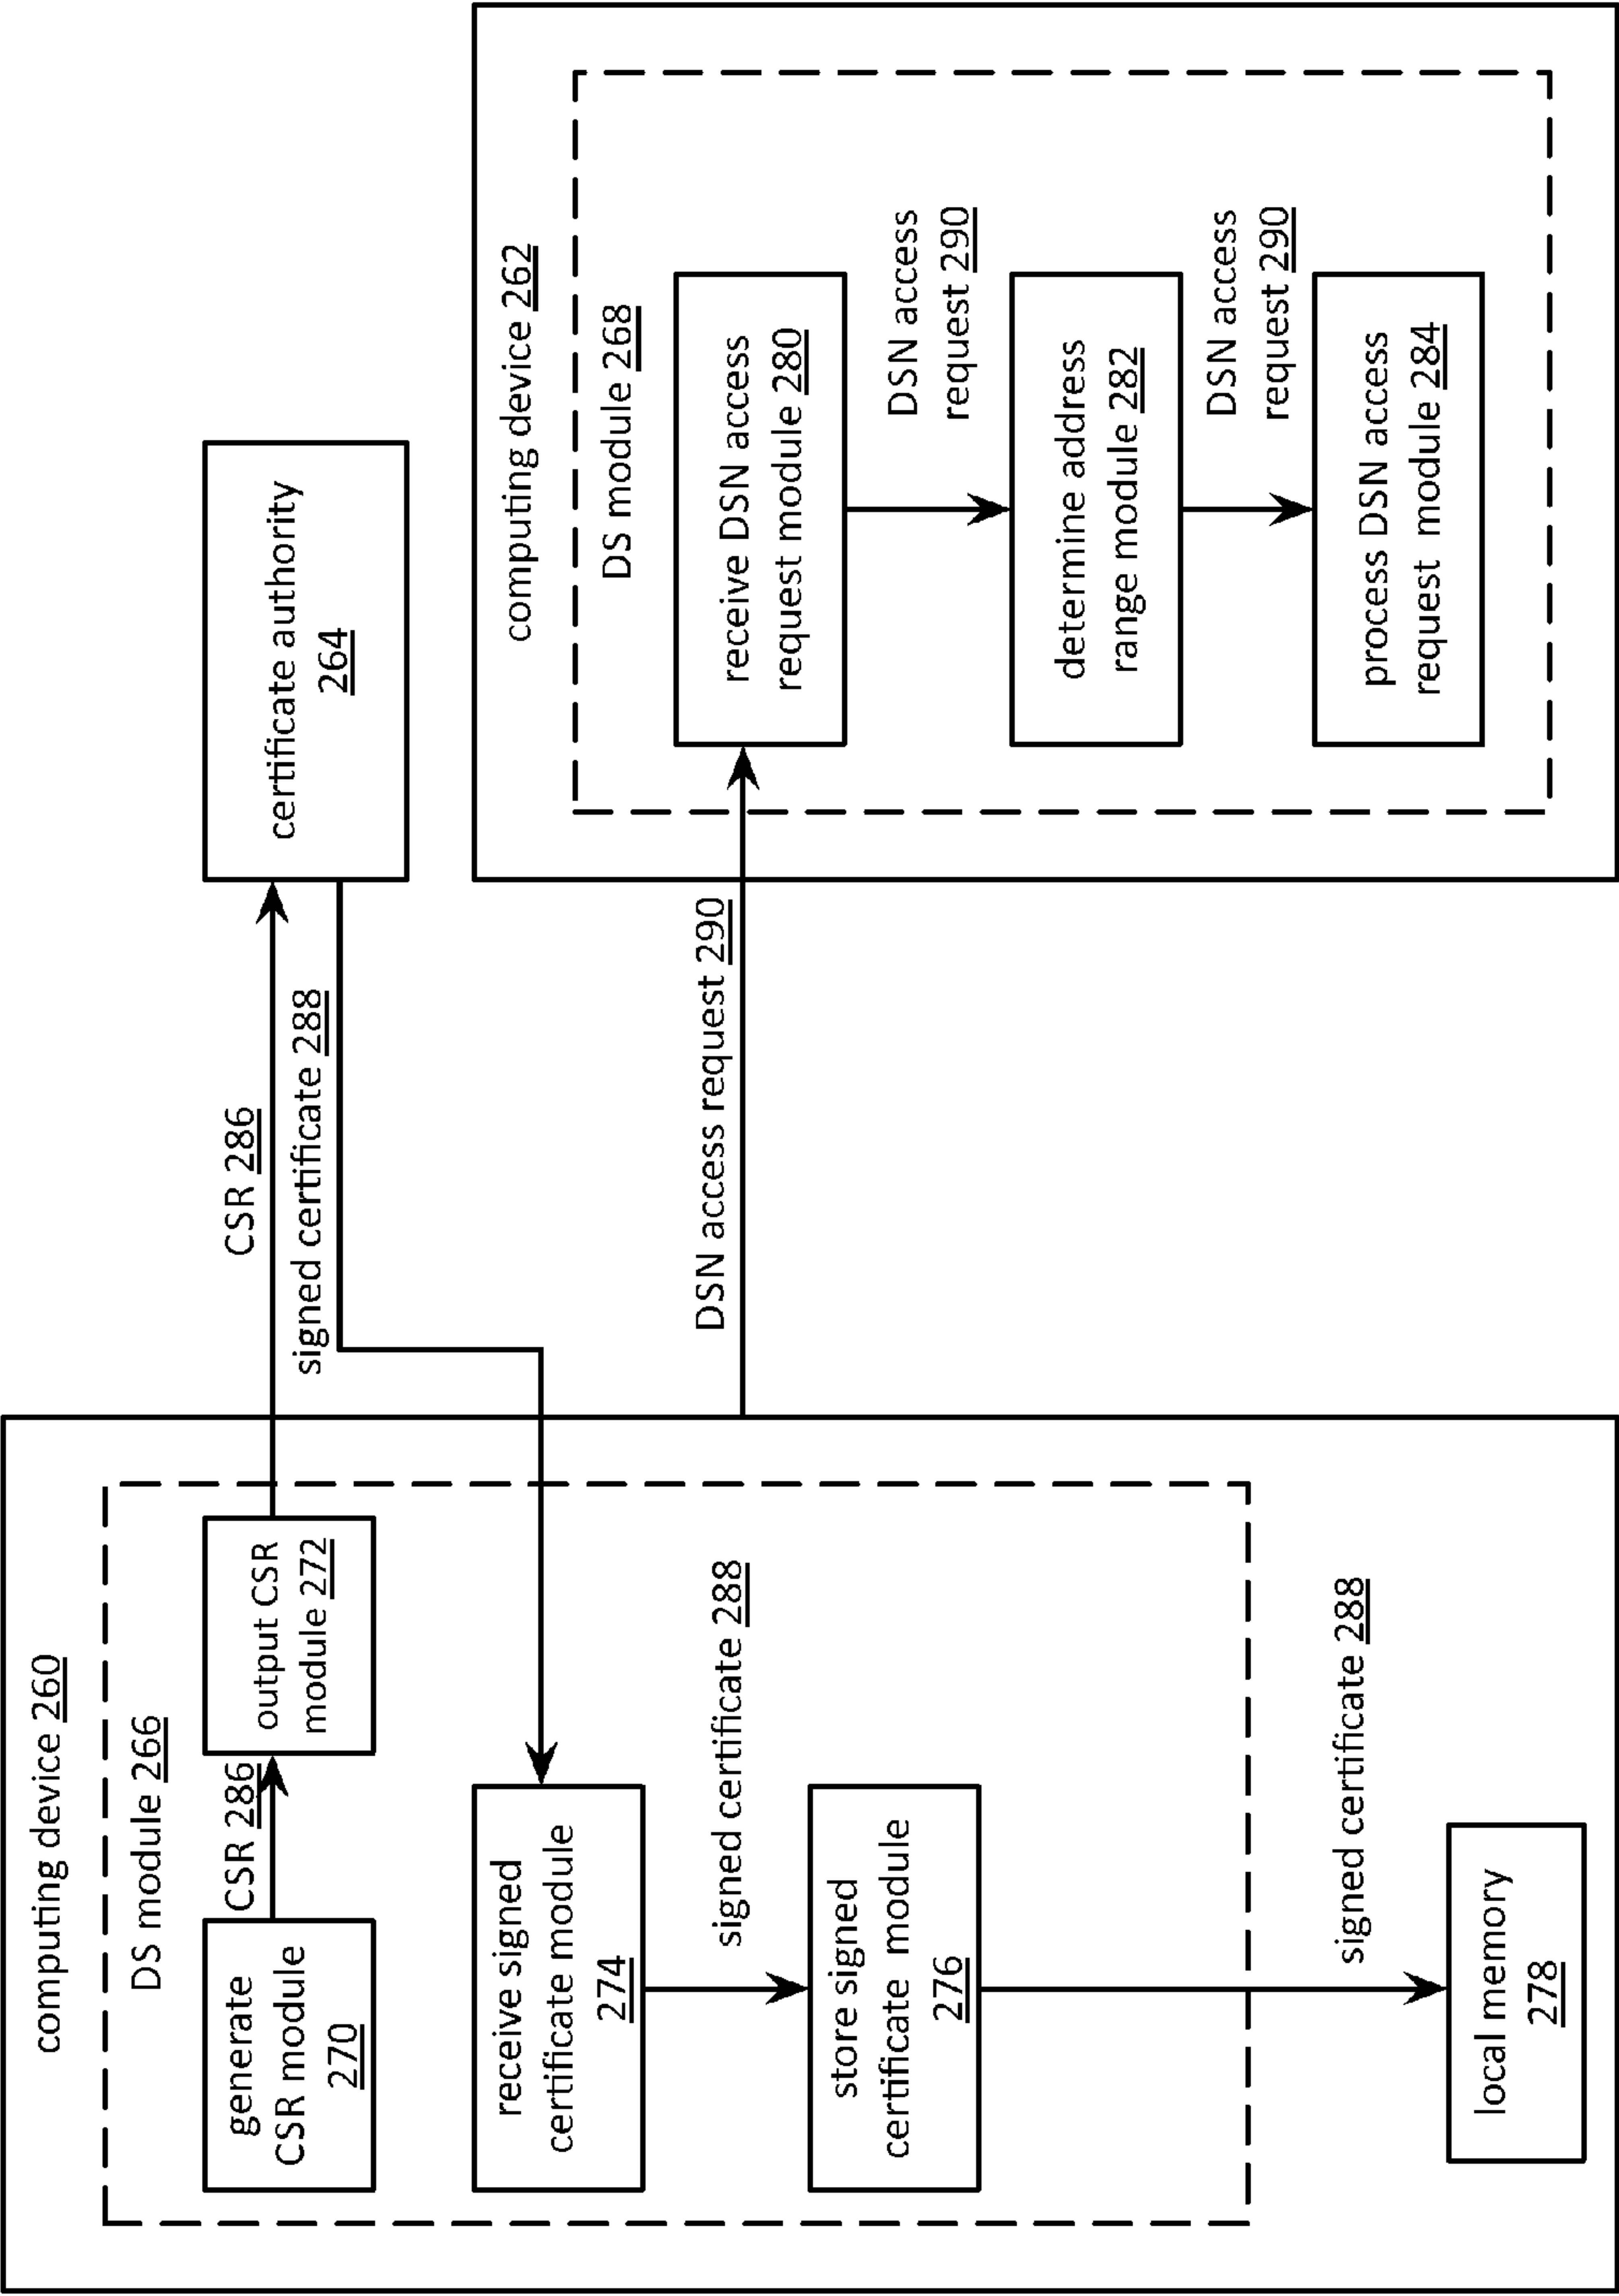 computing device 260
DS module 266
generate
CSR module
270
CSR 286
output CSR
module 272
CSR 286
certificate authority
264
signed certificate 288
receive signed
certificate module
274
signed certificate 288
store signed
certificate  module
276
signed certificate 288
local memory
278
DSN access request 290
computing device 262
DS module 268
receive DSN access
request module 280
DSN access
request 290
determine address
range module 282
DSN access
request 290
process DSN access
request  module 284